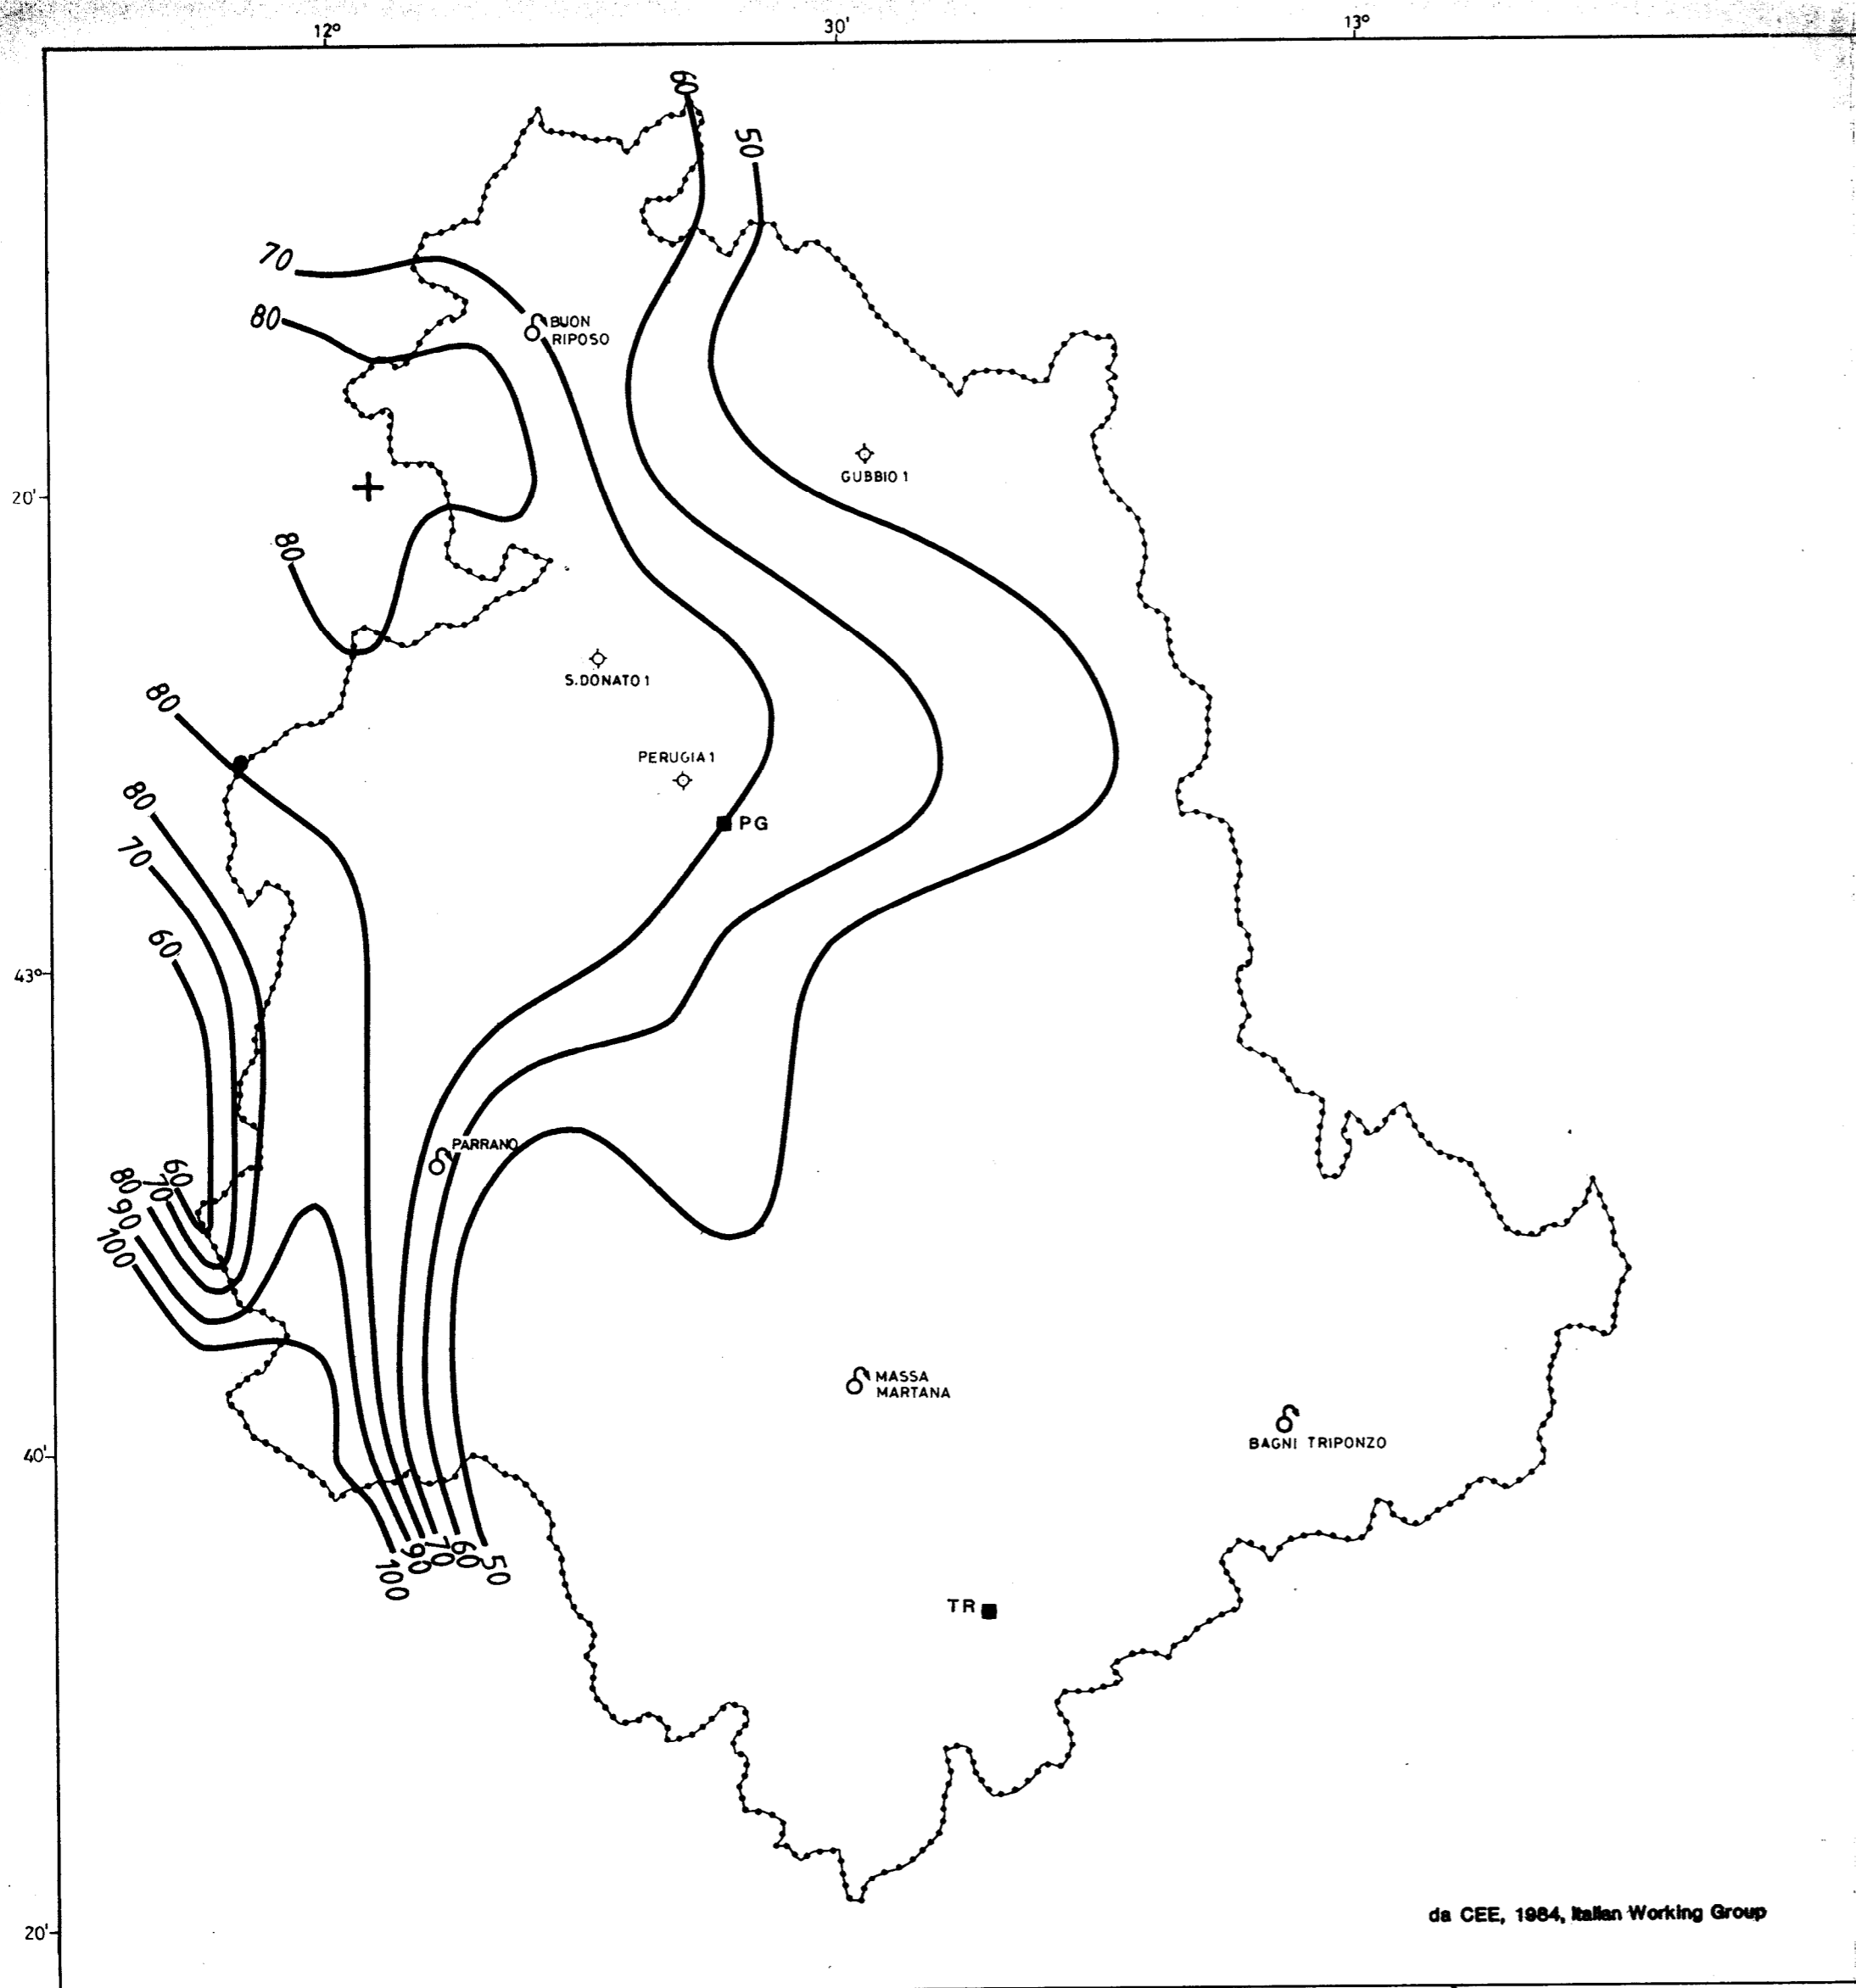 12°
30'
13°
60
50
70
80
BUON
RIPOSO
GUBBIO 1
20'
80
S.DONATO 1
80
PERUGIA 1
80
PG
70
60
43°
PARRANO
60
70
80
90
100
MASSA
MARTANA
BAGNI TRIPONZO
40'
100
90
70
60
50
TR
da CEE, 1984, Italian Working Group
20'